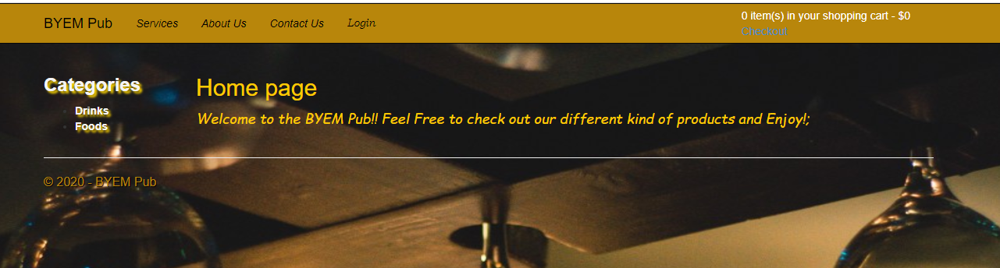 BYEM Pub Services About Us Contact Us Login
0 item(s) in your shopping cart - $0
Checkout
Categories
Drinks
Foods
Home page
Welcome to the BYEM Pub!! Feel Free to check out our different kind of products and Enjoy!;
© 2020 - BYEM Pub